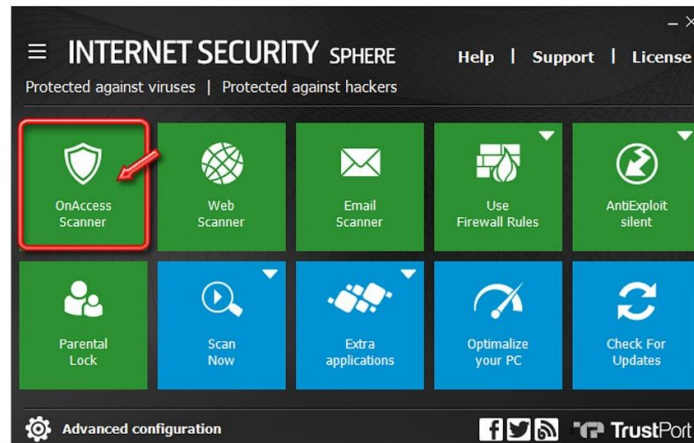 INTERNET SECURITY SPHERE
Help | Support | License
Protected against viruses | Protected against hackers
OnAccess
Scanner
Web
Scanner
Email
Scanner
Use
Firewall Rules
AntiExploit
silent
Parental
Lock
Scan
Now
Extra
applications
Optimalize
your PC
Check For
Updates
Advanced configuration
TrustPort